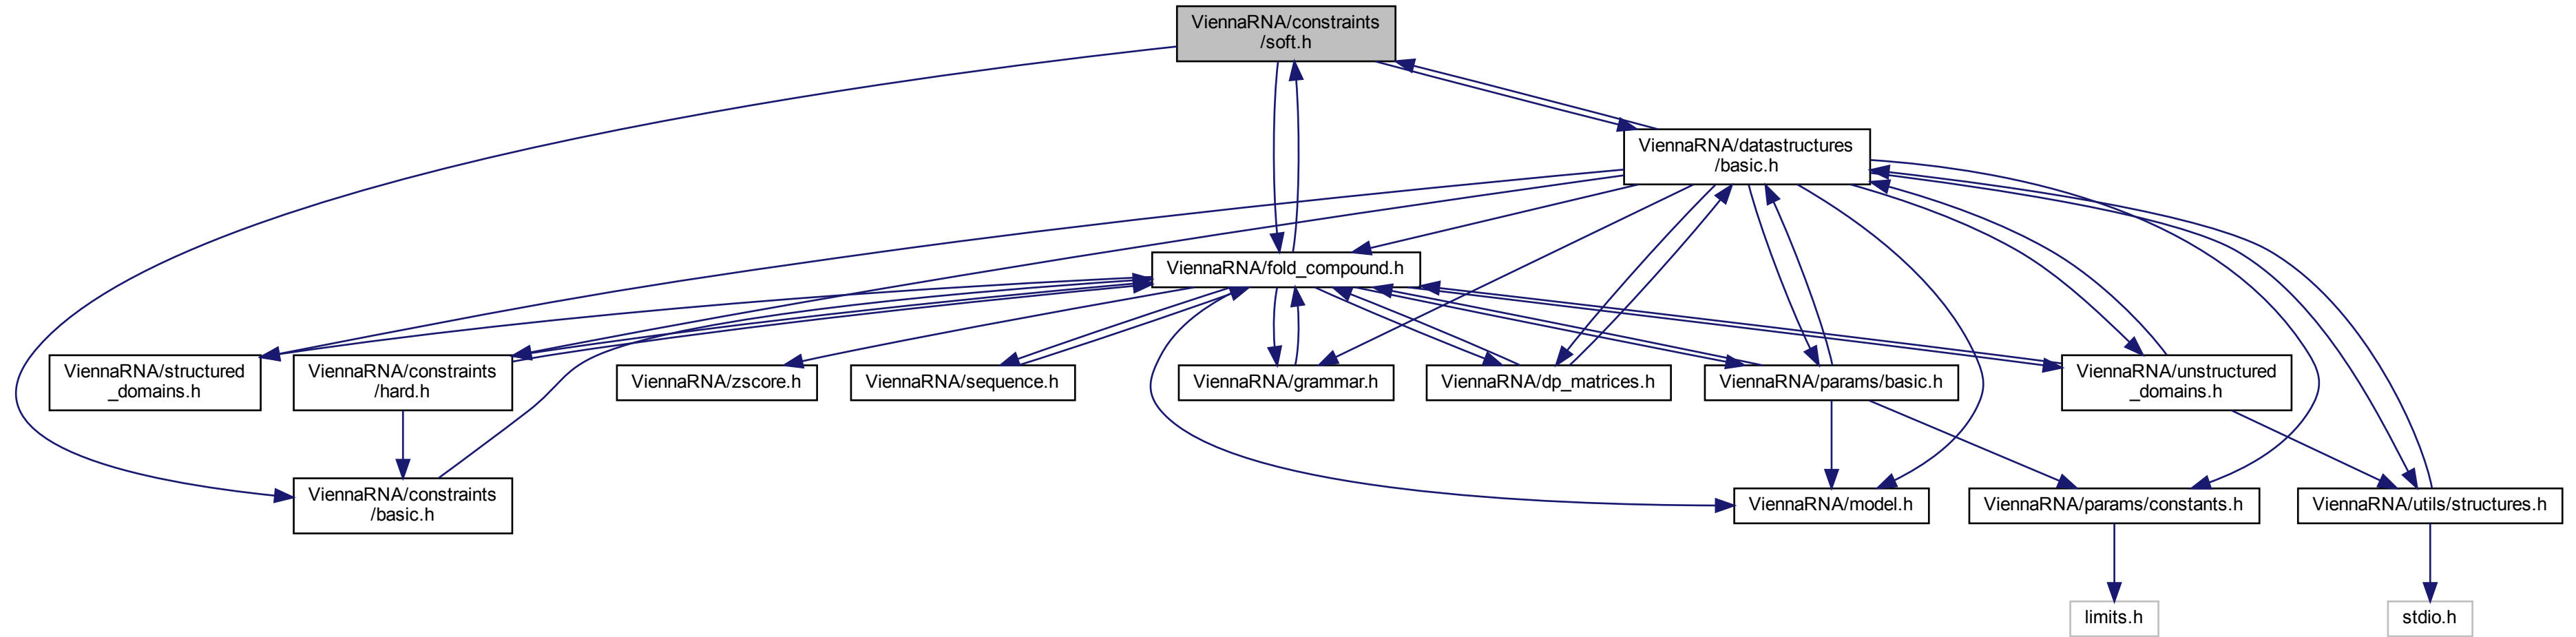 ViennaRNA/constraints
/soft.h
ViennaRNA/datastructures
/basic.h
ViennaRNA/fold_compound.h
ViennaRNA/structured
_domains.h
ViennaRNA/constraints
/hard.h
ViennaRNA/zscore.h
ViennaRNA/sequence.h
ViennaRNA/grammar.h
ViennaRNA/dp_matrices.h
ViennaRNA/params/basic.h
ViennaRNA/unstructured
_domains.h
ViennaRNA/constraints
/basic.h
ViennaRNA/model.h
ViennaRNA/params/constants.h
ViennaRNA/utils/structures.h
limits.h
stdio.h